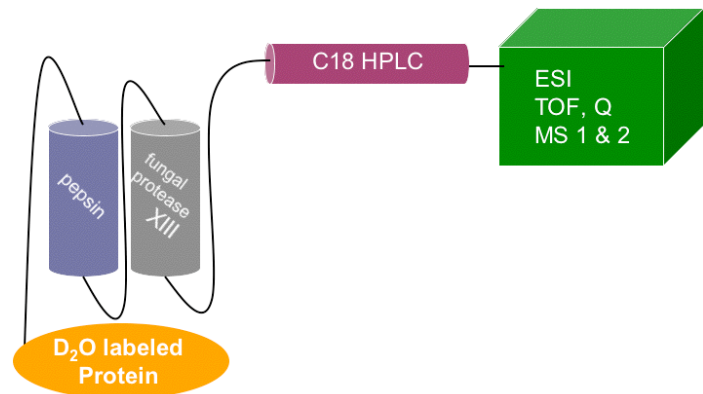 C18 HPLC
ESI
TOF, Q
MS 1 & 2
pepsin
fungal
protease
XIII
D₂O labeled
Protein